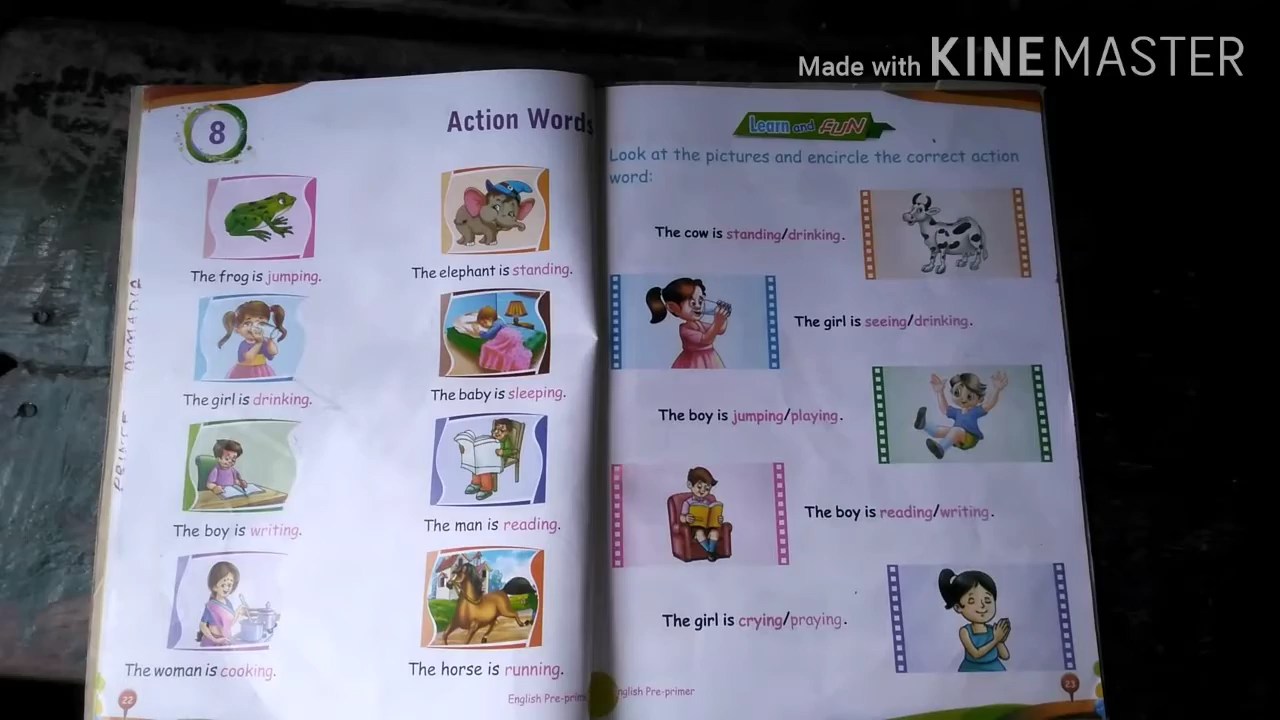 Made with KINEMASTER
8
Action Words
The frog is jumping.
The elephant is standing.
The girl is drinking.
The baby is sleeping.
The boy is writing.
The man is reading.
The woman is cooking.
The horse is running.
22
English Pre-prim
Learn and FUN
Look at the pictures and encircle the correct action
word:
The cow is standing/drinking.
The girl is seeing/drinking.
The boy is jumping/playing.
The boy is reading/writing.
The girl is crying/praying.
nglish Pre-primer
23